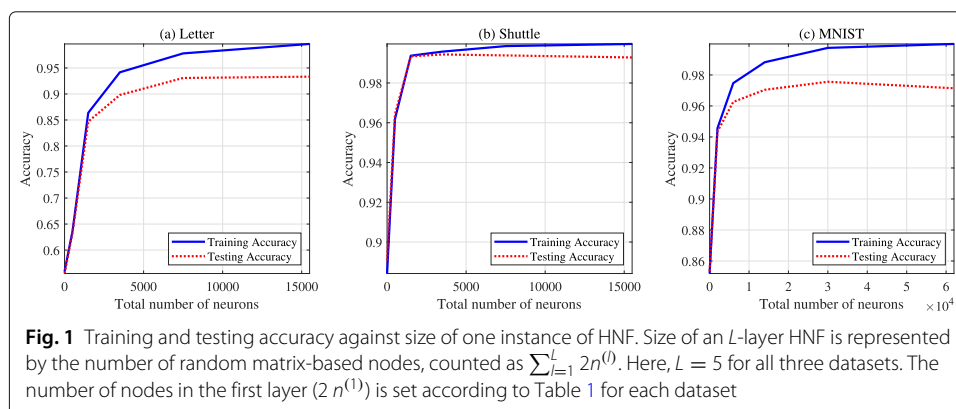 (a) Letter
0.95
0.9
0.85
0.8
0.75
0.7
0.65
0.6
Accuracy
Training Accuracy
Testing Accuracy
0 5000 10000 15000
Total number of neurons
(b) Shuttle
0.98
0.96
0.94
0.92
0.9
Accuracy
Training Accuracy
Testing Accuracy
0 5000 10000 15000
Total number of neurons
(c) MNIST
0.98
0.96
0.94
0.92
0.9
0.88
0.86
Accuracy
Training Accuracy
Testing Accuracy
0 1 2 3 4 5 6
Total number of neurons ×10⁴
Fig. 1 Training and testing accuracy against size of one instance of HNF. Size of an L-layer HNF is represented
by the number of random matrix-based nodes, counted as ∑_{l=1}^{L} 2n^{(l)}. Here, L = 5 for all three datasets. The
number of nodes in the first layer (2 n^{(1)}) is set according to Table 1 for each dataset